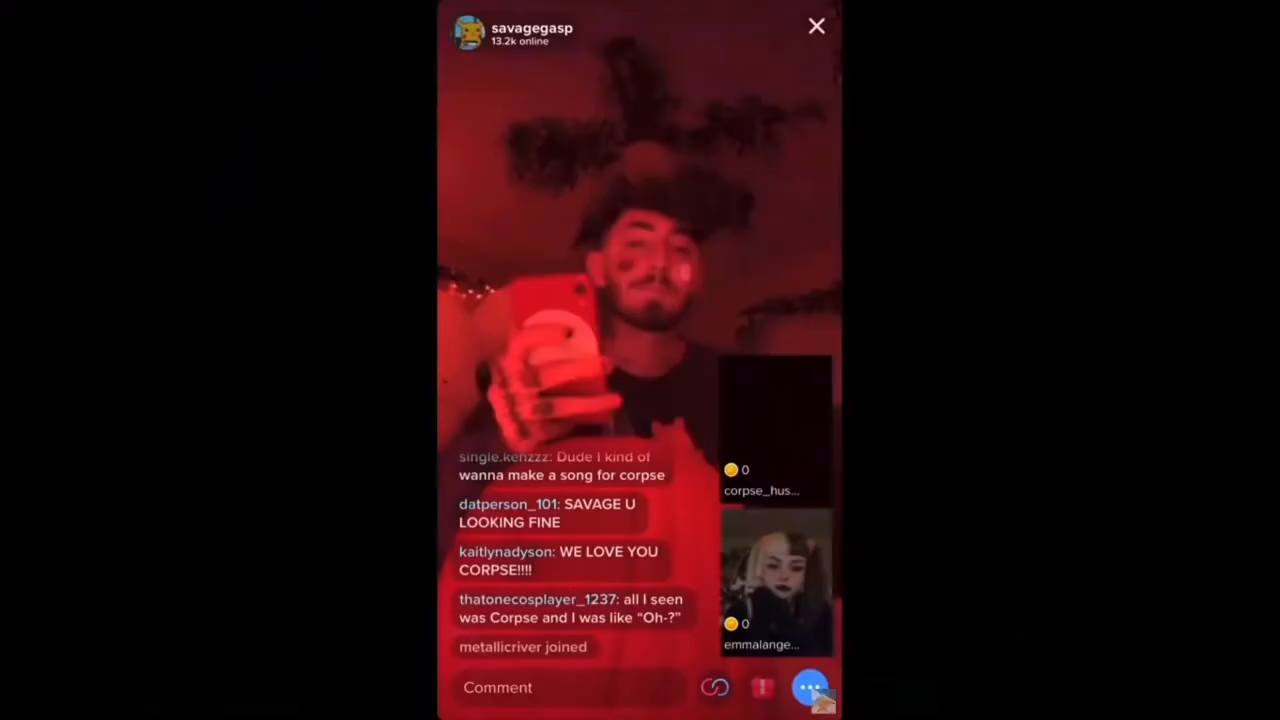 savagegasp
13.2k online
single.kenzzz: Dude I kind of
wanna make a song for corpse
datperson_101: SAVAGE U
LOOKING FINE
kaitlynadyson: WE LOVE YOU
CORPSE!!!!
thatonecosplayer_1237: all I seen
was Corpse and I was like “Oh-?”
metallicriver joined
Comment
0
corpse_hus...
0
emmalange...